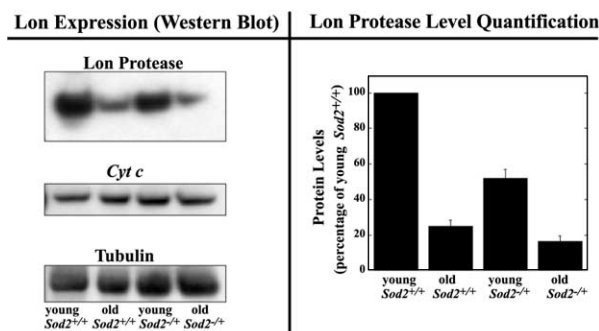 Lon Expression (Western Blot)
Lon Protease
Cyt c
Tubulin
young old young old
Sod2+/+ Sod2+/+ Sod2-/+ Sod2-/+
Lon Protease Level Quantification
Protein Levels
(percentage of young Sod2+/+)
100
80
60
40
20
0
young old young old
Sod2+/+ Sod2+/+ Sod2-/+ Sod2-/+